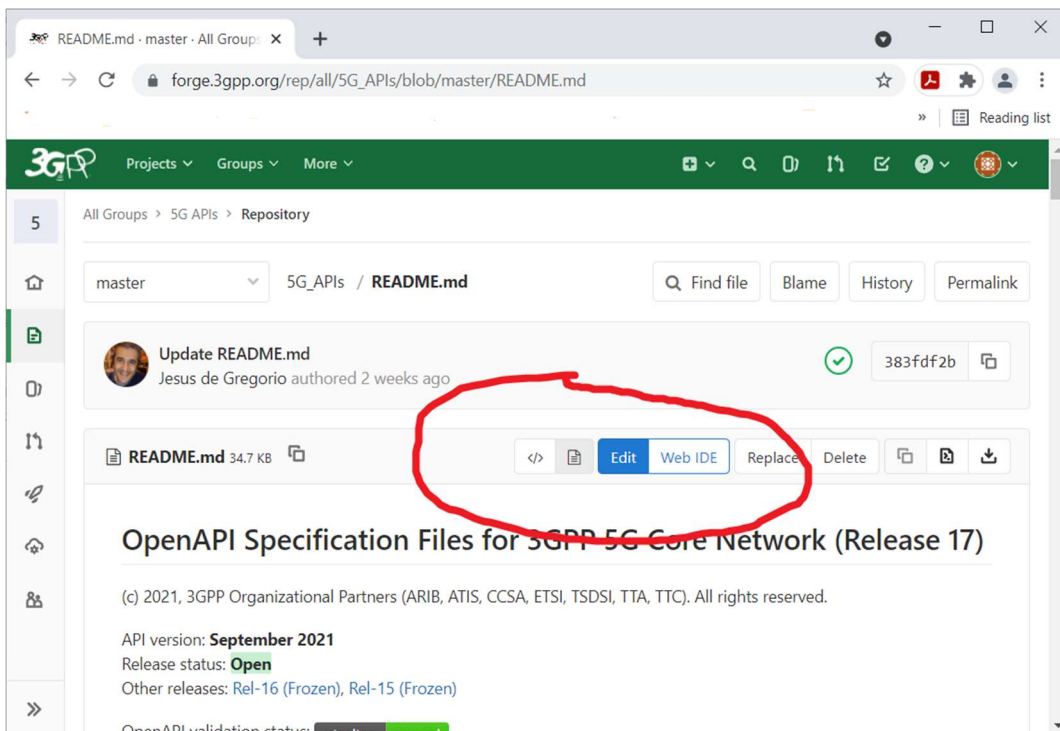 README.md · master · All Groups
forge.3gpp.org/rep/all/5G_APIs/blob/master/README.md
» Reading list
3GPP Projects Groups More
5 All Groups > 5G APIs > Repository
master 5G_APIs / README.md Find file Blame History Permalink
Update README.md
Jesus de Gregorio authored 2 weeks ago 383fdf2b
README.md 34.7 KB </> Edit Web IDE Replace Delete
OpenAPI Specification Files for 3GPP 5G Core Network (Release 17)
(c) 2021, 3GPP Organizational Partners (ARIB, ATIS, CCSA, ETSI, TSDSI, TTA, TTC). All rights reserved.
API version: September 2021
Release status: Open
Other releases: Rel-16 (Frozen), Rel-15 (Frozen)
OpenAPI validation status: